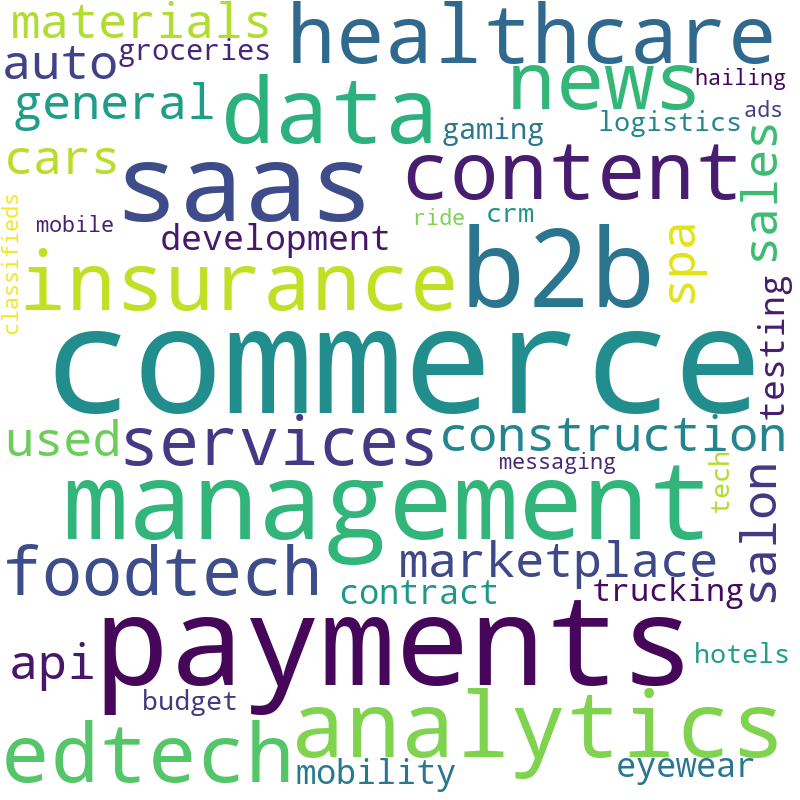 materials
healthcare
auto
groceries
news
hailing
general
data
ads
gaming
logistics
cars
saas
content
sales
classifieds
mobile
ride
crm
development
b2b
spa
insurance
testing
commerce
used
services
construction
messaging
management
tech
salon
foodtech
marketplace
contract
trucking
payments
api
hotels
budget
edtech
analytics
mobility
eyewear